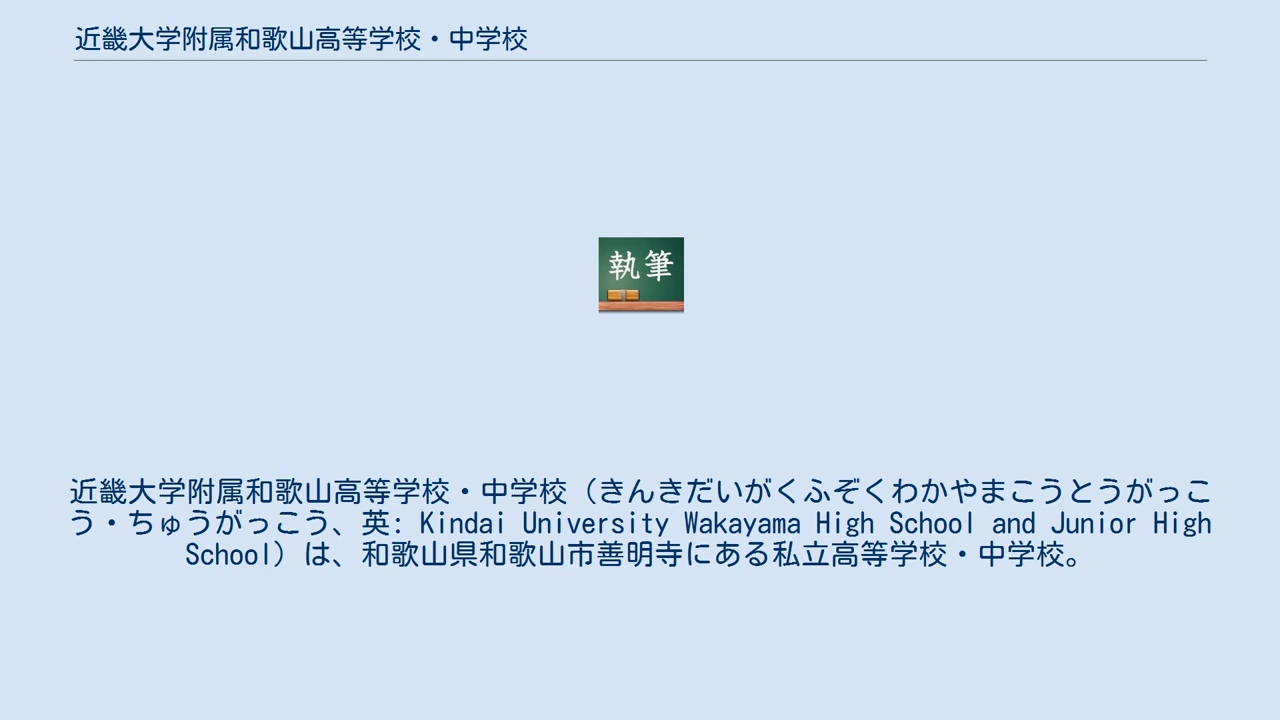 近畿大学附属和歌山高等学校・中学校
執筆
近畿大学附属和歌山高等学校・中学校（きんきだいがくふぞくわかやまこうとうがっこ
う・ちゅうがっこう、英: Kindai University Wakayama High School and Junior High
School）は、和歌山県和歌山市善明寺にある私立高等学校・中学校。